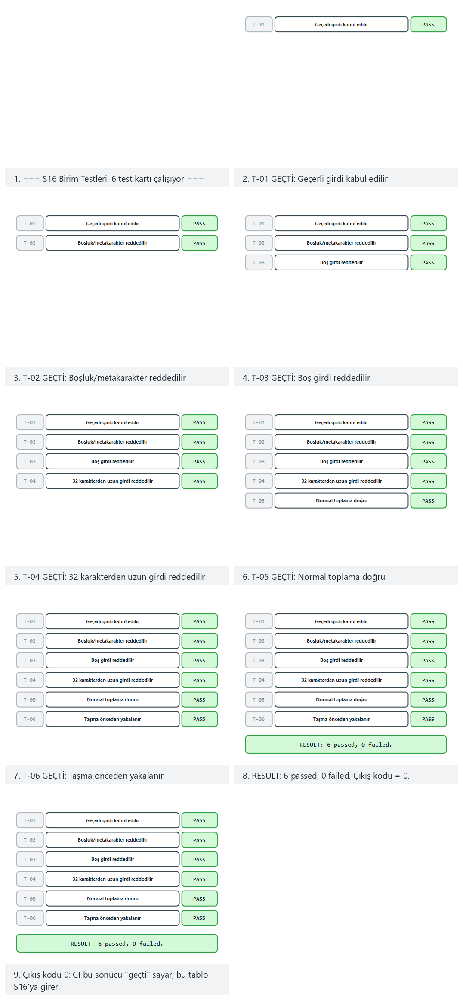 1. === S16 Birim Testleri: 6 test kartı çalışıyor ===
T-01 Geçerli girdi kabul edilir PASS
2. T-01 GEÇTİ: Geçerli girdi kabul edilir
T-01 Geçerli girdi kabul edilir PASS
T-02 Boşluk/metakarakter reddedilir PASS
3. T-02 GEÇTİ: Boşluk/metakarakter reddedilir
T-01 Geçerli girdi kabul edilir PASS
T-02 Boşluk/metakarakter reddedilir PASS
T-03 Boş girdi reddedilir PASS
4. T-03 GEÇTİ: Boş girdi reddedilir
T-01 Geçerli girdi kabul edilir PASS
T-02 Boşluk/metakarakter reddedilir PASS
T-03 Boş girdi reddedilir PASS
T-04 32 karakterden uzun girdi reddedilir PASS
5. T-04 GEÇTİ: 32 karakterden uzun girdi reddedilir
T-01 Geçerli girdi kabul edilir PASS
T-02 Boşluk/metakarakter reddedilir PASS
T-03 Boş girdi reddedilir PASS
T-04 32 karakterden uzun girdi reddedilir PASS
T-05 Normal toplama doğru PASS
6. T-05 GEÇTİ: Normal toplama doğru
T-01 Geçerli girdi kabul edilir PASS
T-02 Boşluk/metakarakter reddedilir PASS
T-03 Boş girdi reddedilir PASS
T-04 32 karakterden uzun girdi reddedilir PASS
T-05 Normal toplama doğru PASS
T-06 Taşma önceden yakalanır PASS
7. T-06 GEÇTİ: Taşma önceden yakalanır
T-01 Geçerli girdi kabul edilir PASS
T-02 Boşluk/metakarakter reddedilir PASS
T-03 Boş girdi reddedilir PASS
T-04 32 karakterden uzun girdi reddedilir PASS
T-05 Normal toplama doğru PASS
T-06 Taşma önceden yakalanır PASS
RESULT: 6 passed, 0 failed.
8. RESULT: 6 passed, 0 failed. Çıkış kodu = 0.
T-01 Geçerli girdi kabul edilir PASS
T-02 Boşluk/metakarakter reddedilir PASS
T-03 Boş girdi reddedilir PASS
T-04 32 karakterden uzun girdi reddedilir PASS
T-05 Normal toplama doğru PASS
T-06 Taşma önceden yakalanır PASS
RESULT: 6 passed, 0 failed.
9. Çıkış kodu 0: CI bu sonucu "geçti" sayar; bu tablo
S16'ya girer.